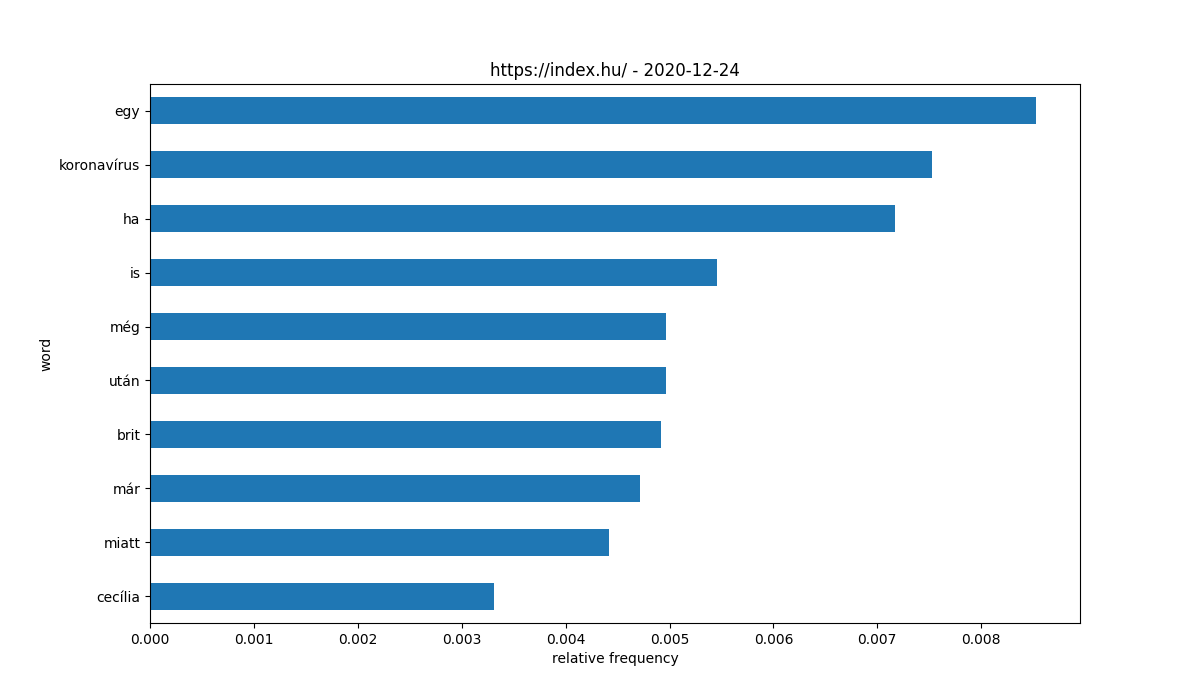 https://index.hu/ - 2020-12-24
egy
koronavírus
ha
is
még
után
brit
már
miatt
cecília
word
0.000 0.001 0.002 0.003 0.004 0.005 0.006 0.007 0.008
relative frequency